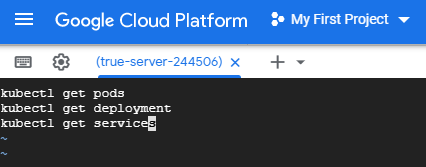 Google Cloud Platform
My First Project
(true-server-244506)
kubectl get pods
kubectl get deployment
kubectl get services
~
~